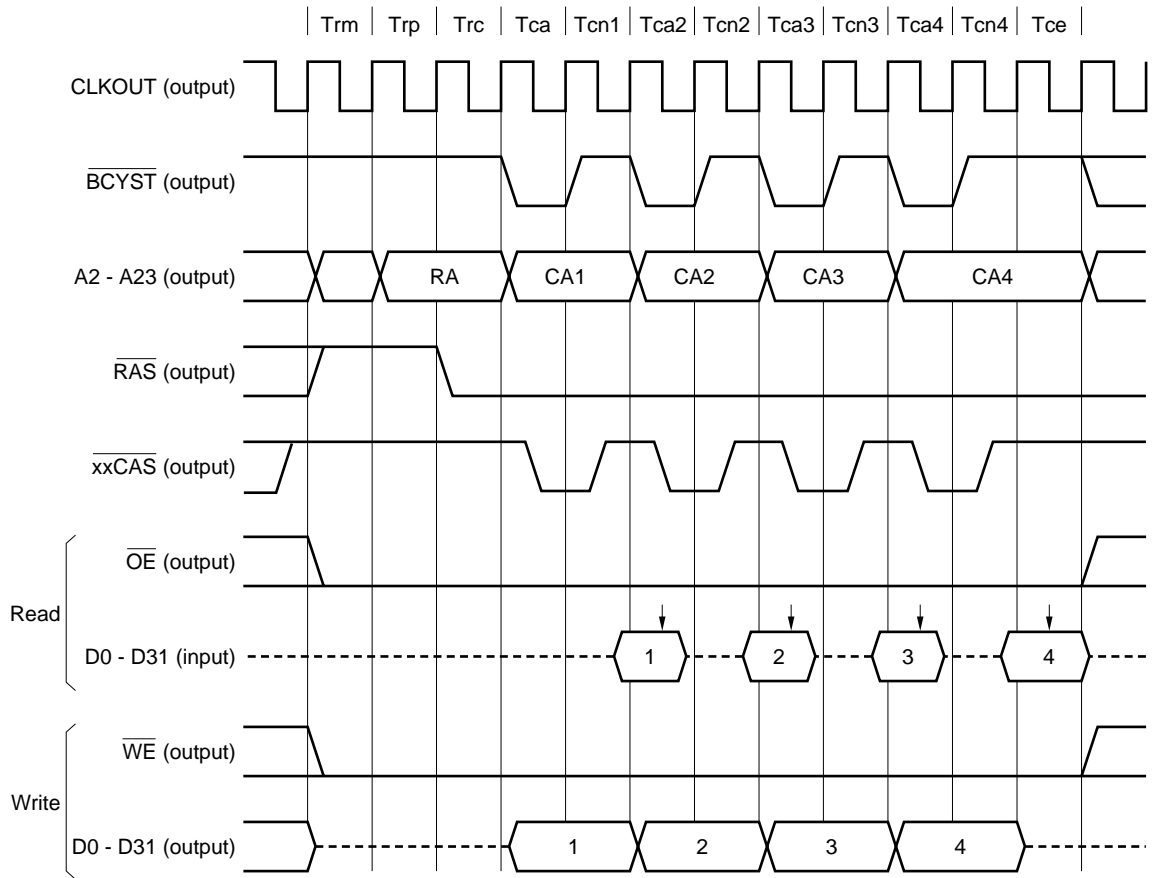 Trm Trp Trc Tca Tcn1 Tca2 Tcn2 Tca3 Tcn3 Tca4 Tcn4 Tce
CLKOUT (output)
BCYST (output)
A2 - A23 (output) RA CA1 CA2 CA3 CA4
RAS (output)
xxCAS (output)
OE (output)
Read
D0 - D31 (input) 1 2 3 4
WE (output)
Write
D0 - D31 (output) 1 2 3 4